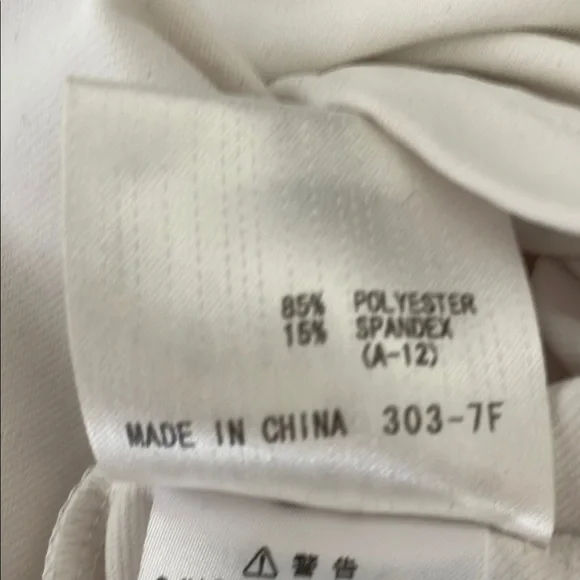 85% POLYESTER
15% SPANDEX
(A-12)
MADE IN CHINA 303-7F
⚠ 警告